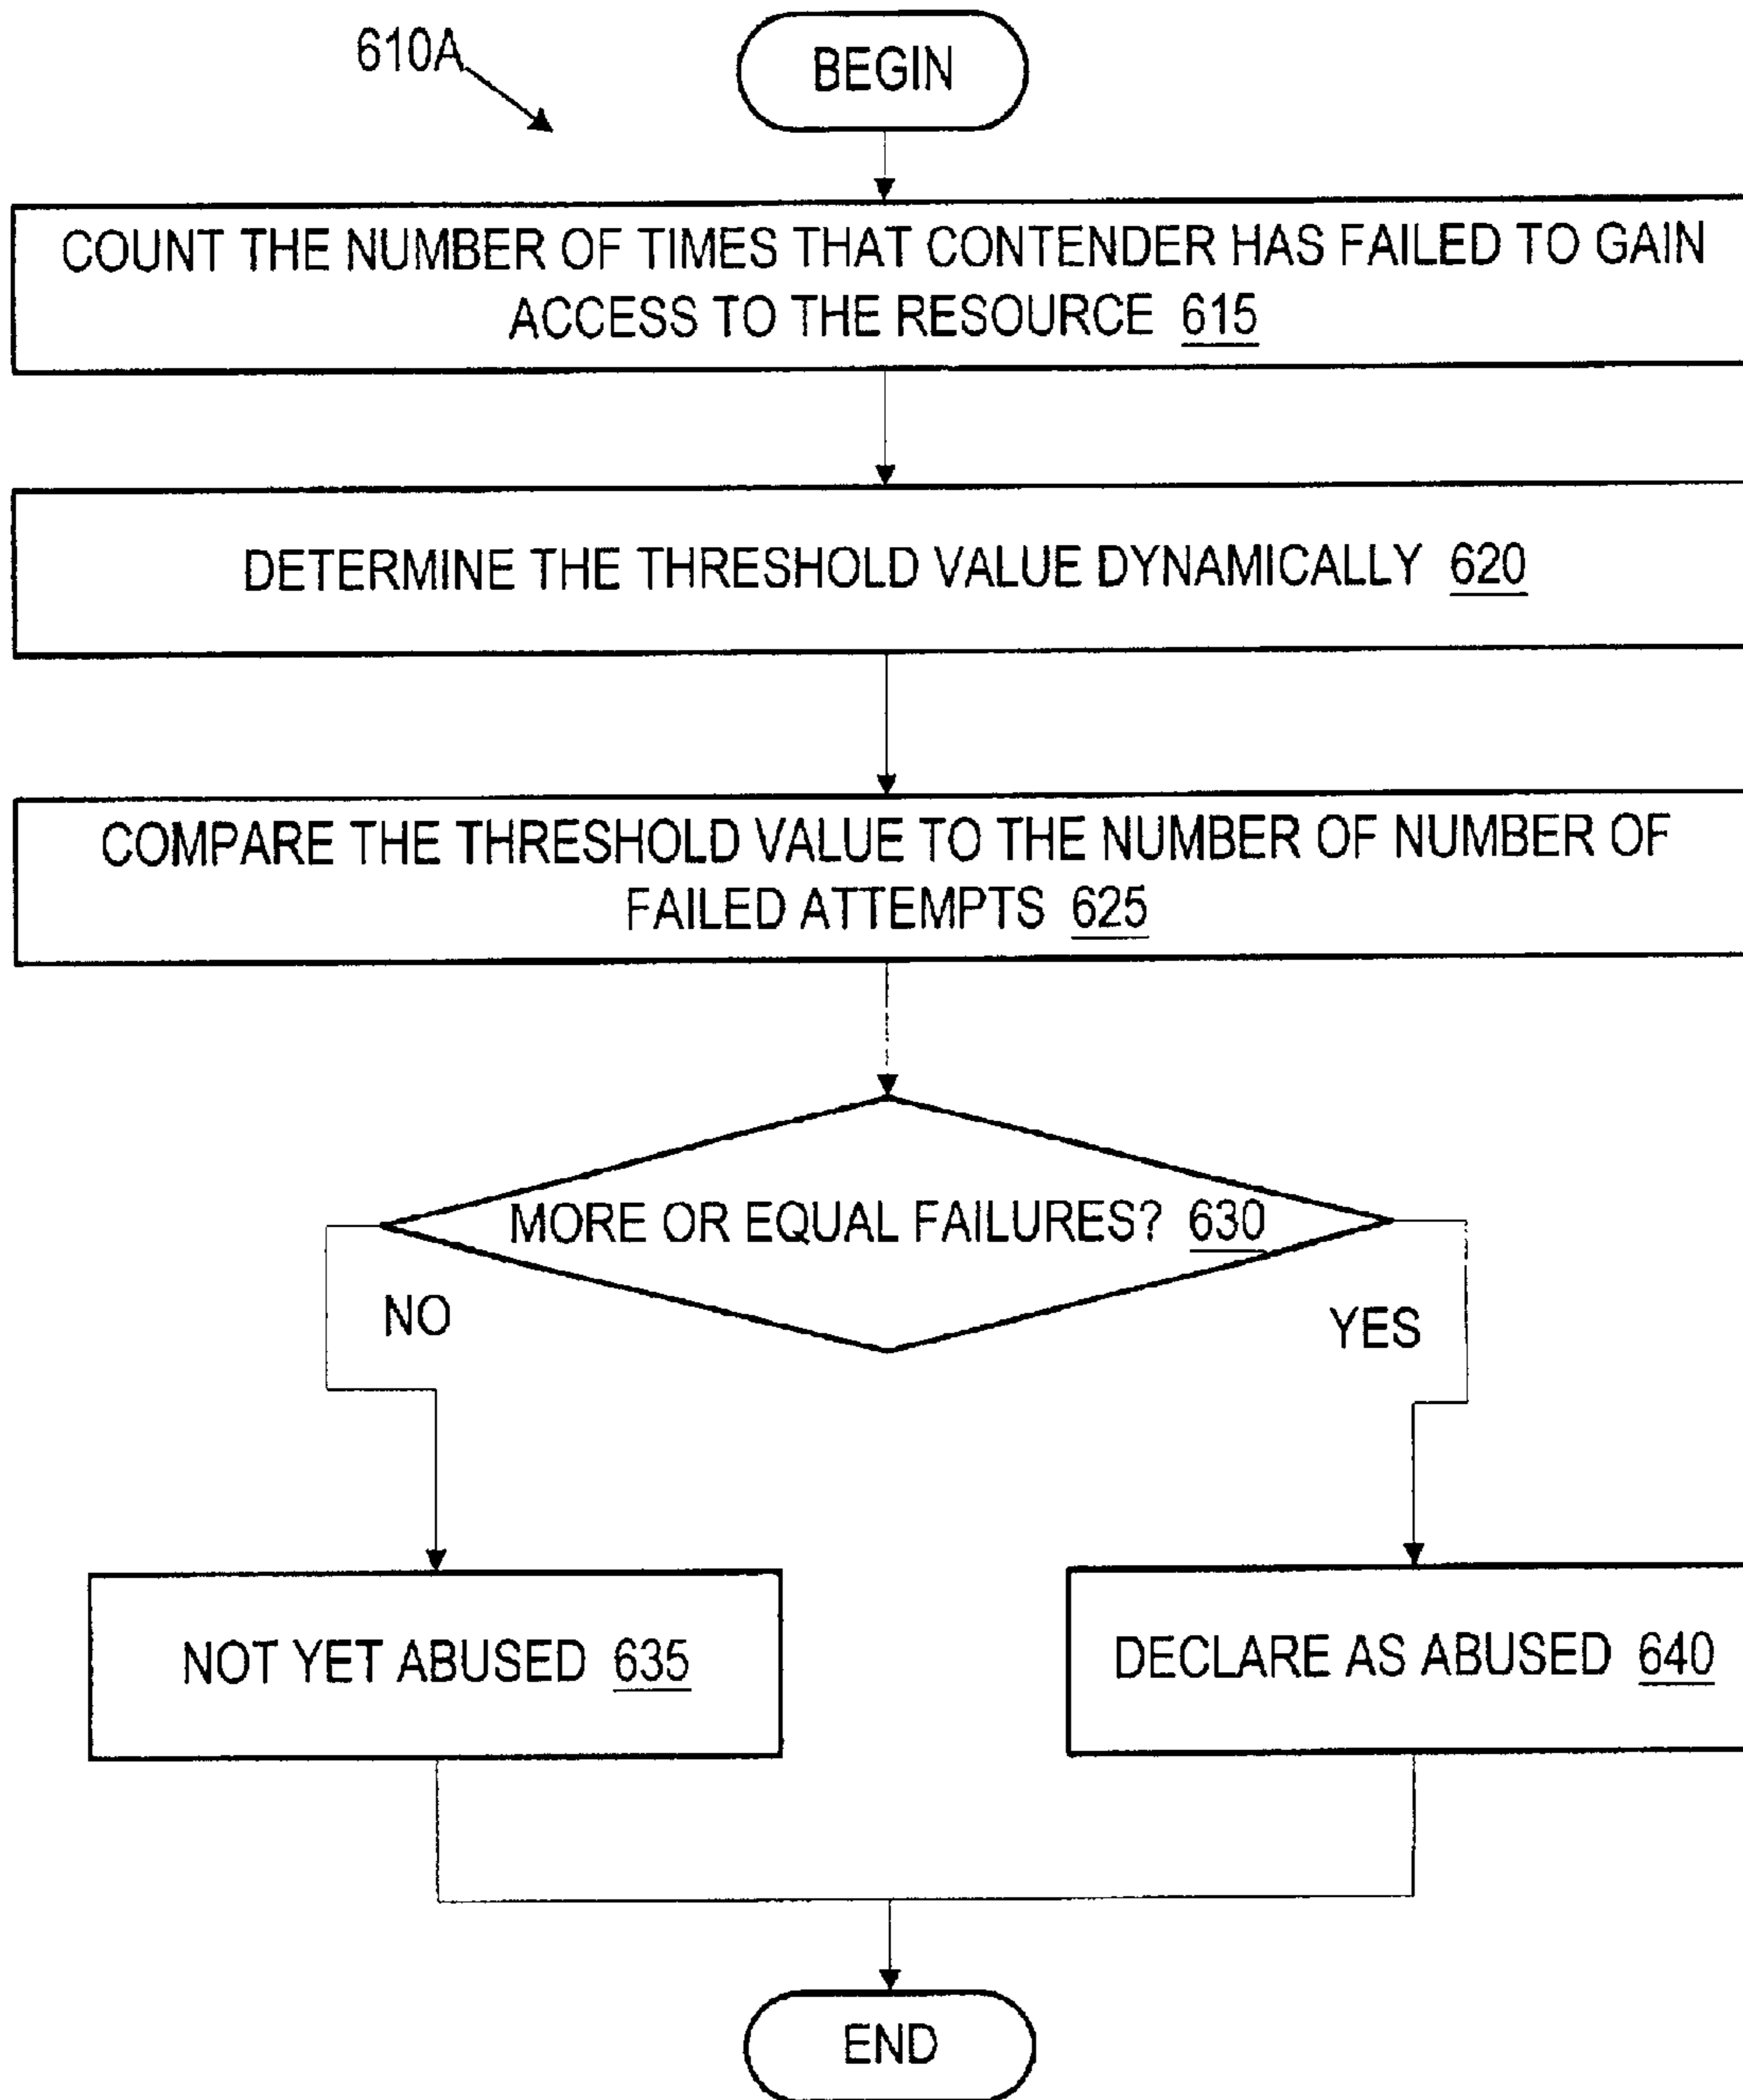 610A
BEGIN
COUNT THE NUMBER OF TIMES THAT CONTENDER HAS FAILED TO GAIN
ACCESS TO THE RESOURCE 615
DETERMINE THE THRESHOLD VALUE DYNAMICALLY 620
COMPARE THE THRESHOLD VALUE TO THE NUMBER OF NUMBER OF
FAILED ATTEMPTS 625
MORE OR EQUAL FAILURES? 630
NO
YES
NOT YET ABUSED 635
DECLARE AS ABUSED 640
END